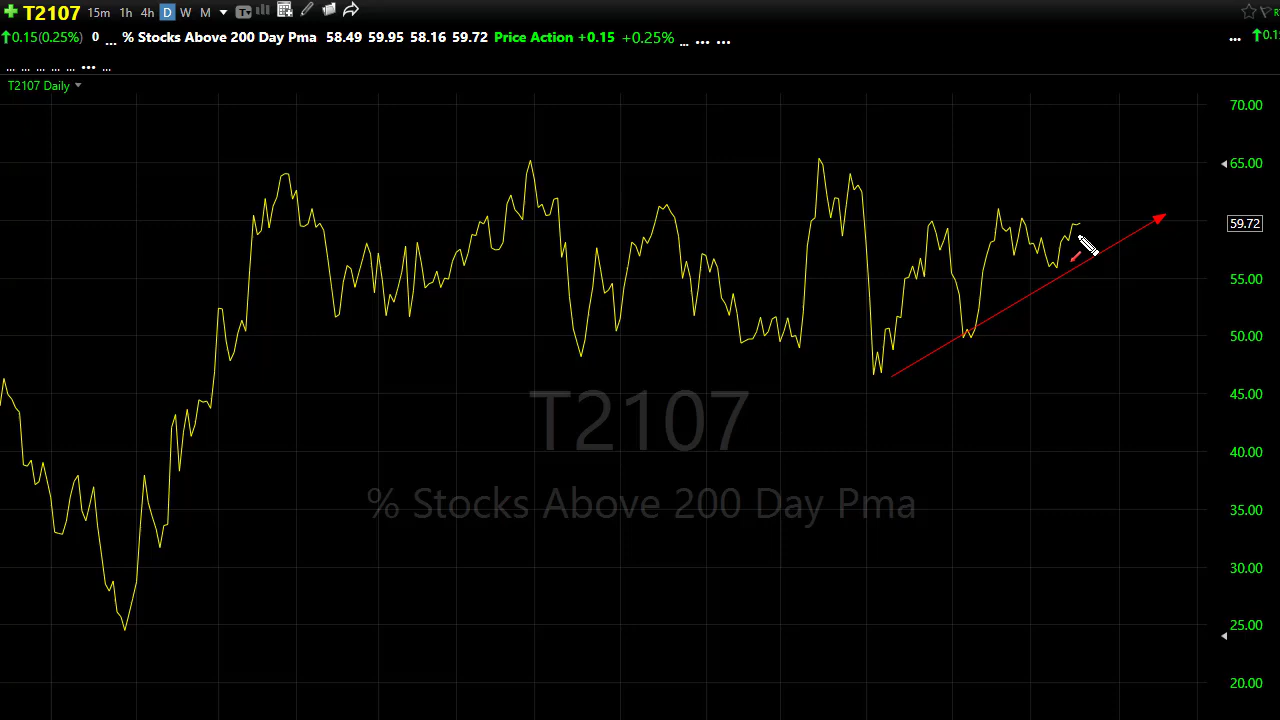 T2107 15m 1h 4h D W M T
0.15(0.25%) 0 ... % Stocks Above 200 Day Pma 58.49 59.95 58.16 59.72 Price Action +0.15 +0.25% ... ... ... ...
... ... ... ... ... ... ...
T2107 Daily
70.00
65.00
59.72
55.00
50.00
45.00
40.00
35.00
30.00
25.00
20.00
T2107
% Stocks Above 200 Day Pma